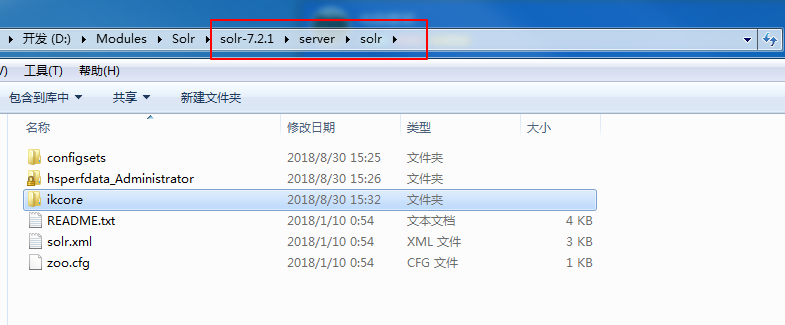 开发 (D:) Modules Solr solr-7.2.1 server solr
V) 工具(T) 帮助(H)
包含到库中 共享 新建文件夹
名称 修改日期 类型 大小
configsets 2018/8/30 15:25 文件夹
hsperfdata_Administrator 2018/8/30 15:26 文件夹
ikcore 2018/8/30 15:32 文件夹
README.txt 2018/1/10 0:54 文本文档 4 KB
solr.xml 2018/1/10 0:54 XML 文件 3 KB
zoo.cfg 2018/1/10 0:54 CFG 文件 1 KB